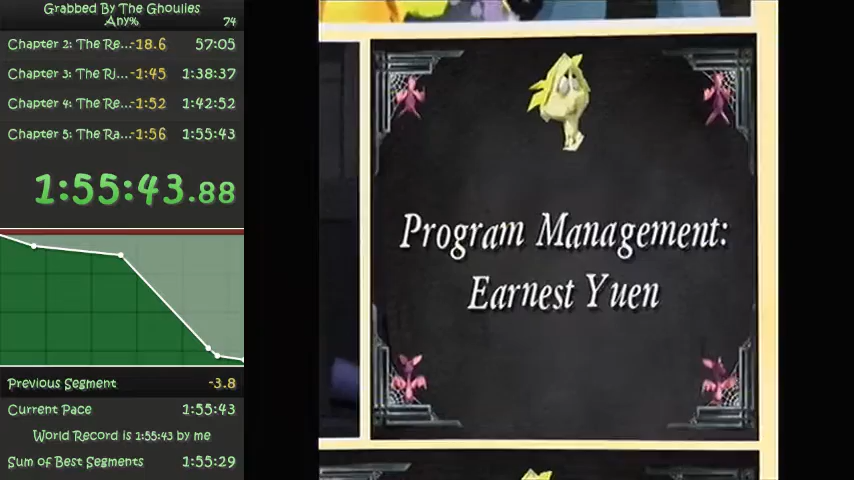 Grabbed By The Ghoulies
Any%
74
Chapter 2: The Re... -18.6 57:05
Chapter 3: The Ri... -1:45 1:38:37
Chapter 4: The Re... -1:52 1:42:52
Chapter 5: The Ra... -1:56 1:55:43
1:55:43.88
Previous Segment -3.8
Current Pace 1:55:43
World Record is 1:55:43 by me
Sum of Best Segments 1:55:29
Program Management:
Earnest Yuen